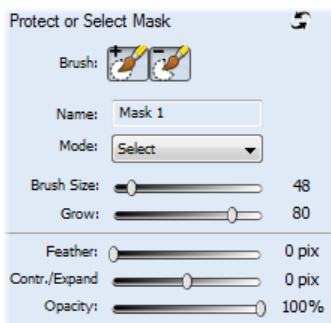 Protect or Select Mask
Brush:
Name: Mask 1
Mode: Select
Brush Size: 48
Grow: 80
Feather: 0 pix
Contr./Expand 0 pix
Opacity: 100%